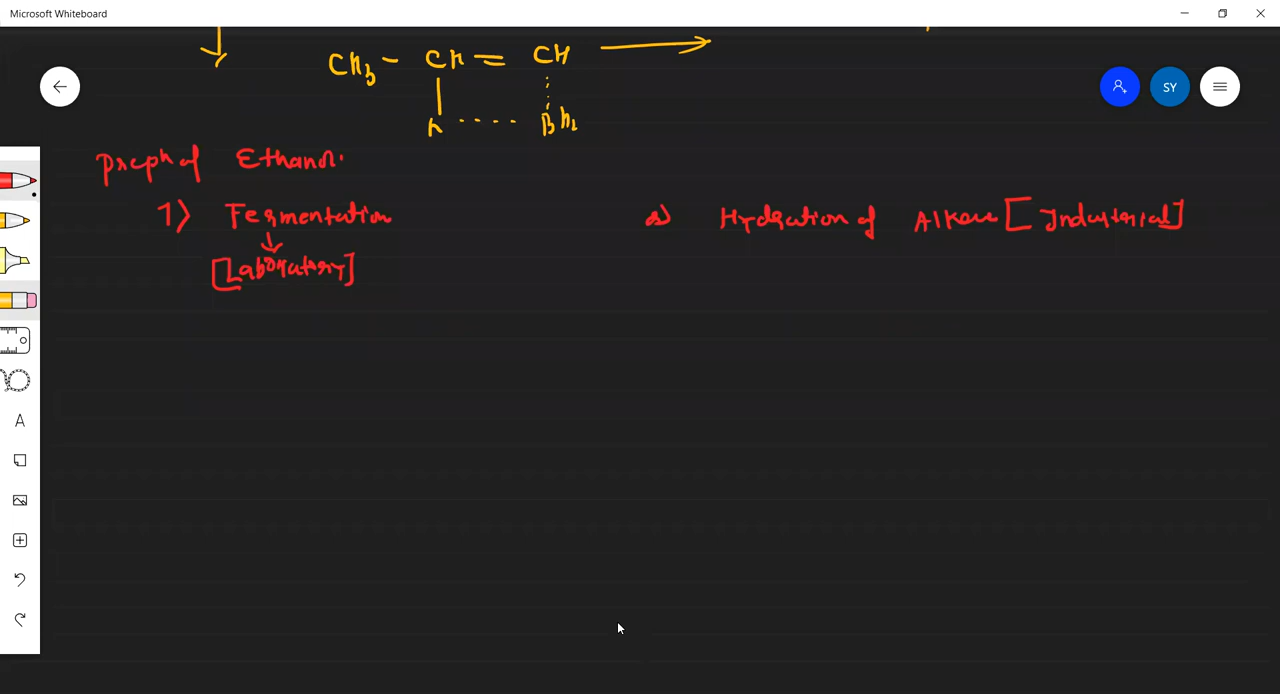 Microsoft Whiteboard
CH3 - CH = CH
H .... BH2
SY
Prepn of Ethanol.
1) Fermentation
2) Hydration of Alkene [Industrial]
[Laboratory]
A